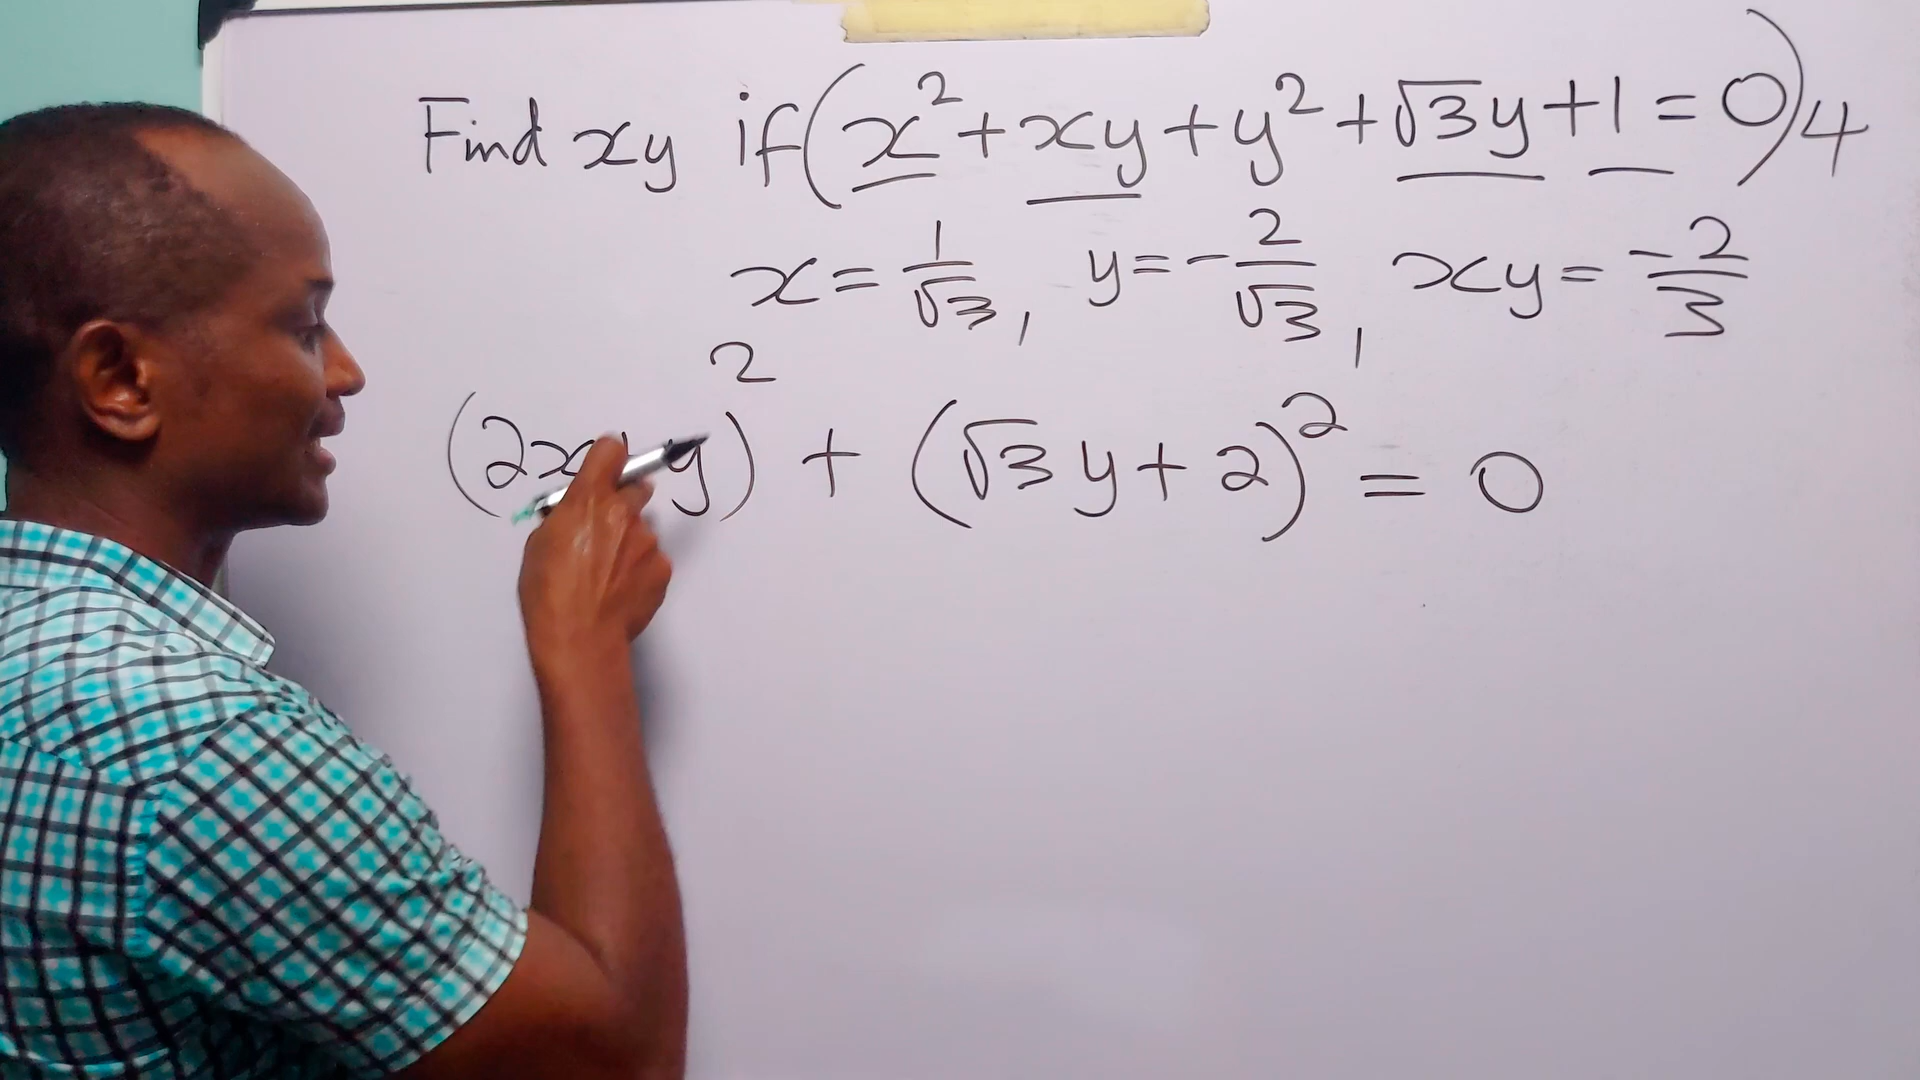 Find xy if (x² + xy + y² + √3y + 1 = 0)4
x = 1/√3, y = -2/√3, xy = -2/3
(2x y)² + (√3y + 2)² = 0